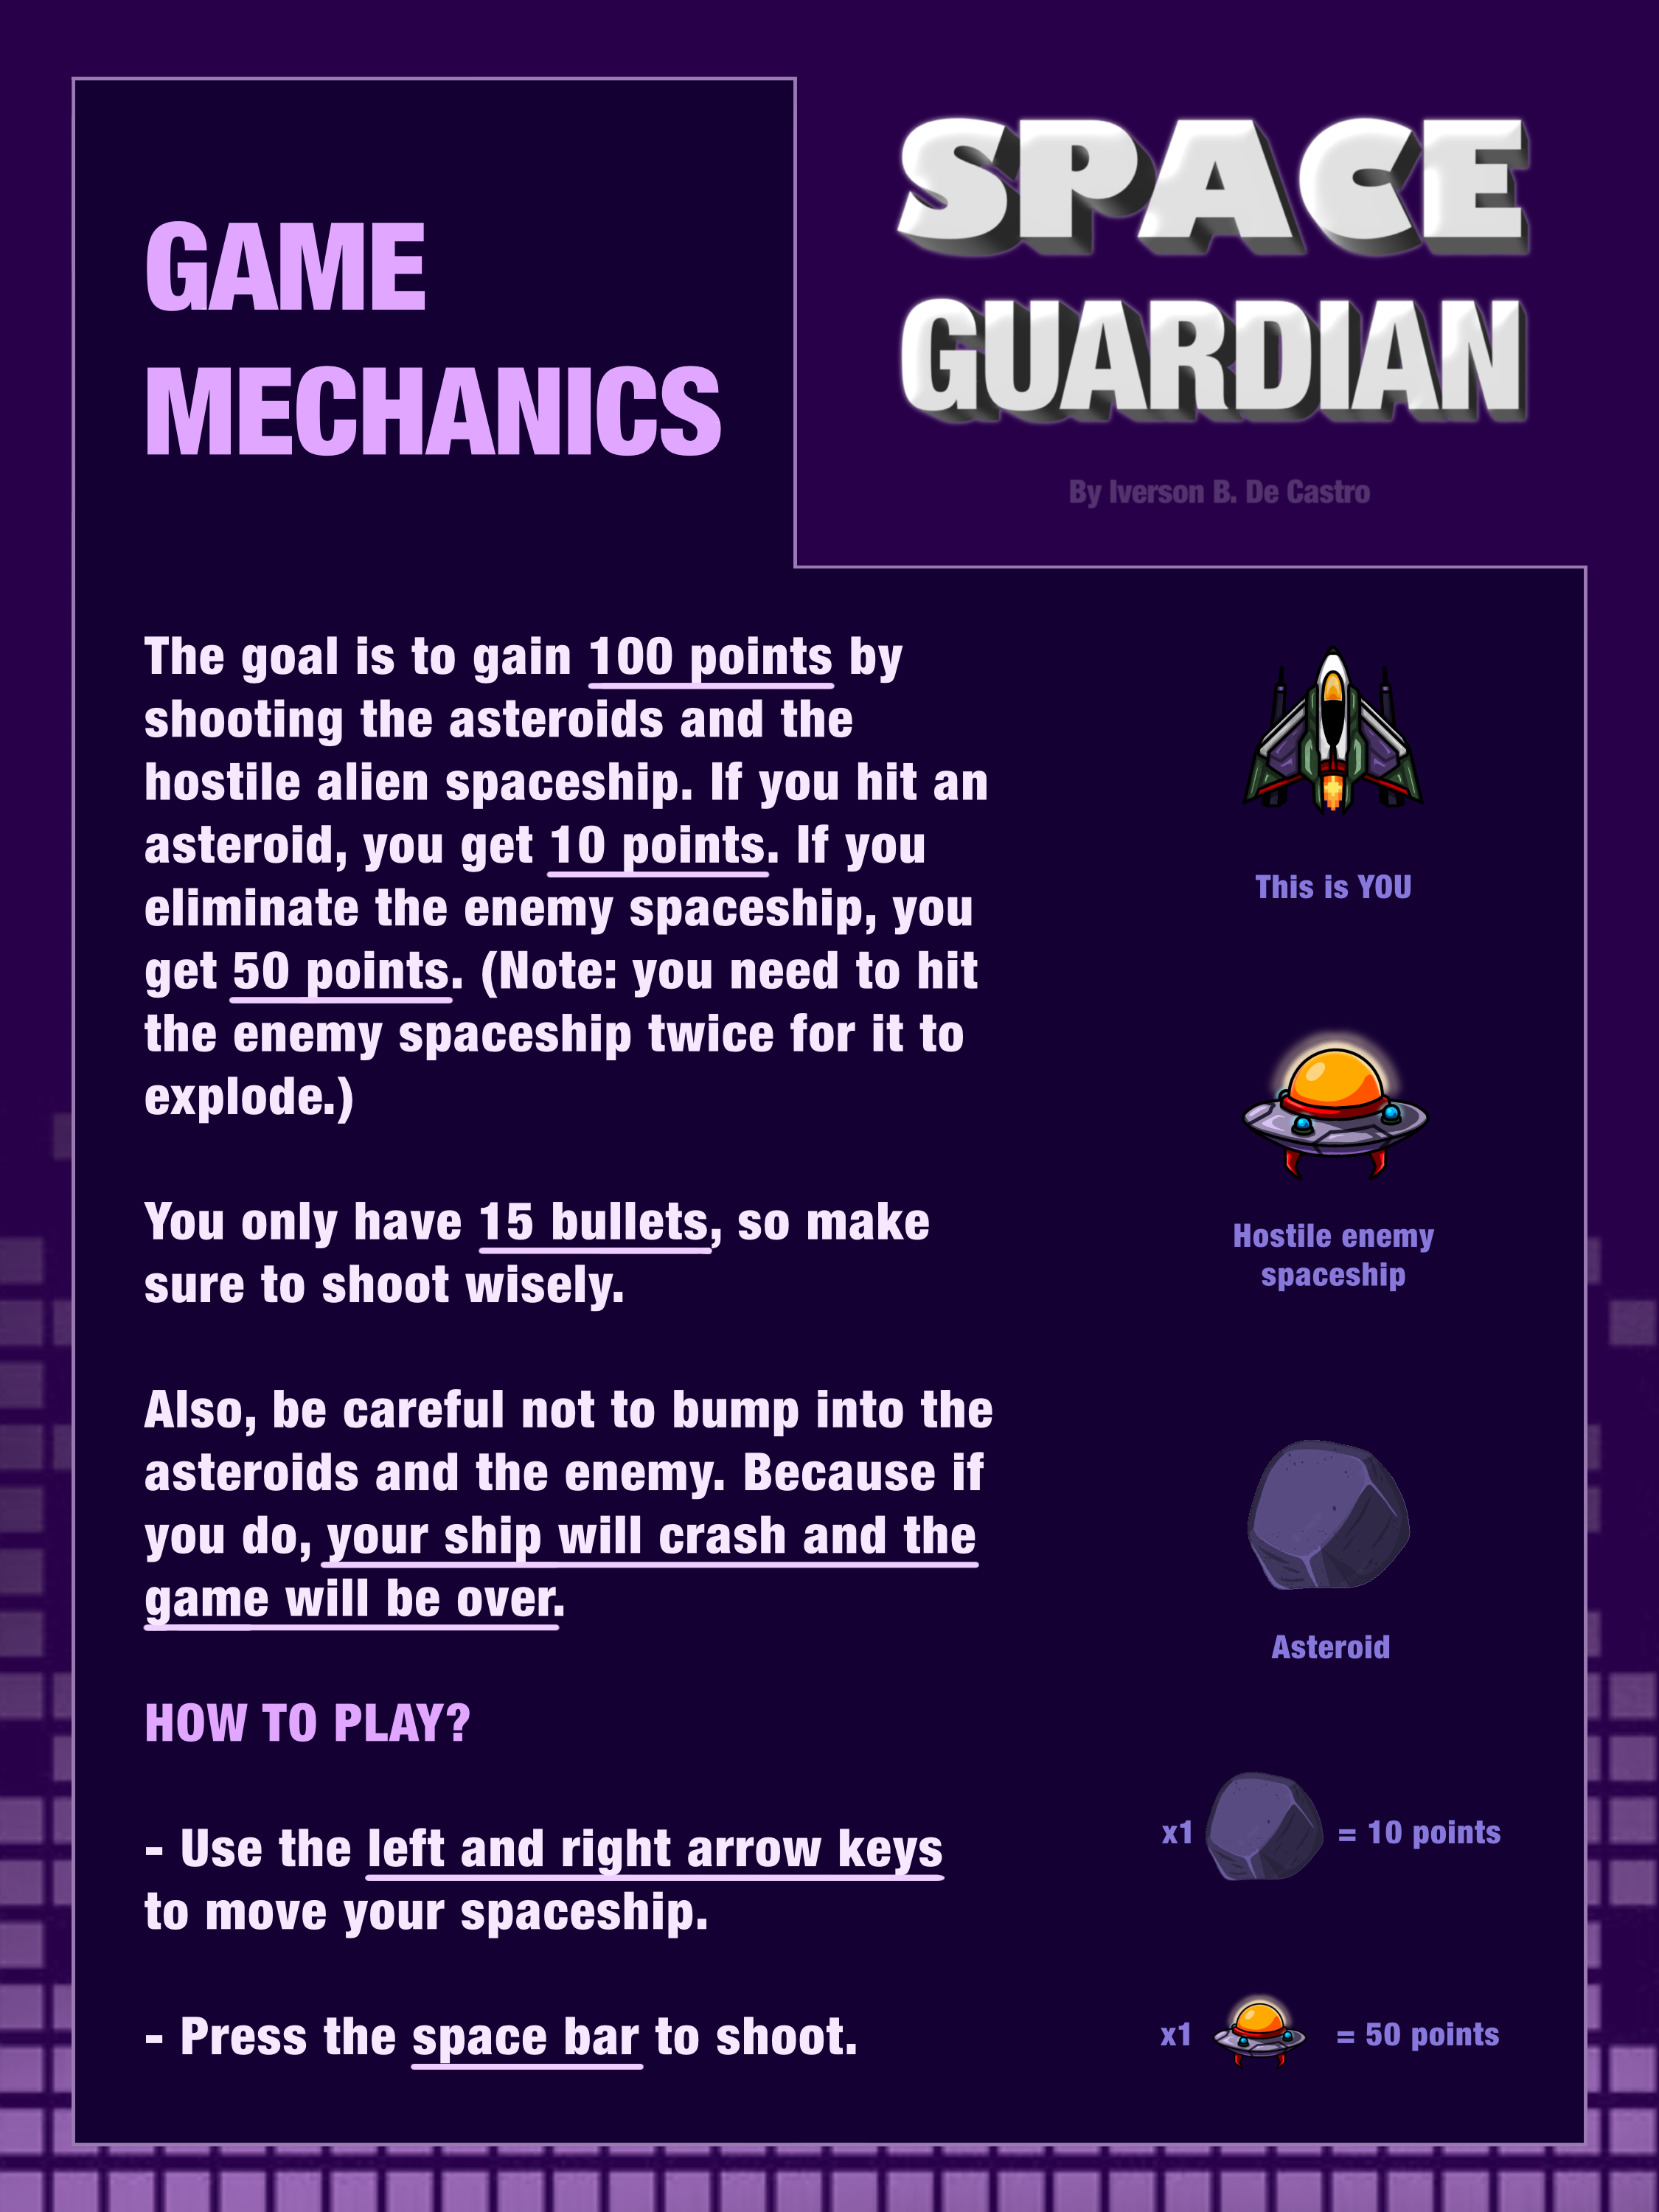 GAME
MECHANICS
SPACE
GUARDIAN
By Iverson B. De Castro
The goal is to gain 100 points by
shooting the asteroids and the
hostile alien spaceship. If you hit an
asteroid, you get 10 points. If you
eliminate the enemy spaceship, you
get 50 points. (Note: you need to hit
the enemy spaceship twice for it to
explode.)
You only have 15 bullets, so make
sure to shoot wisely.
Also, be careful not to bump into the
asteroids and the enemy. Because if
you do, your ship will crash and the
game will be over.
HOW TO PLAY?
- Use the left and right arrow keys
to move your spaceship.
- Press the space bar to shoot.
This is YOU
Hostile enemy
spaceship
Asteroid
x1 = 10 points
x1 = 50 points